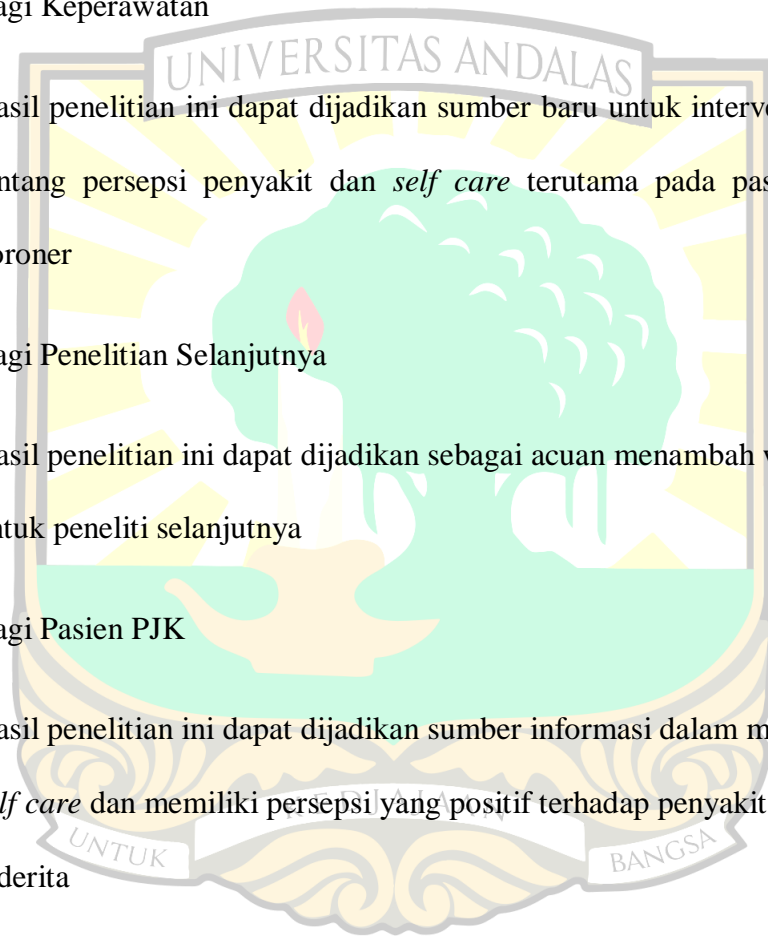 agi Keperawatan
UNIVERSITAS ANDALAS
asil penelitian ini dapat dijadikan sumber baru untuk interv
ntang persepsi penyakit dan self care terutama pada pas
oroner
agi Penelitian Selanjutnya
asil penelitian ini dapat dijadikan sebagai acuan menambah
ntuk peneliti selanjutnya
agi Pasien PJK
asil penelitian ini dapat dijadikan sumber informasi dalam m
lf care dan memiliki persepsi yang positif terhadap penyakit
KEDJAJAAN
UNTUK BANGSA
derita